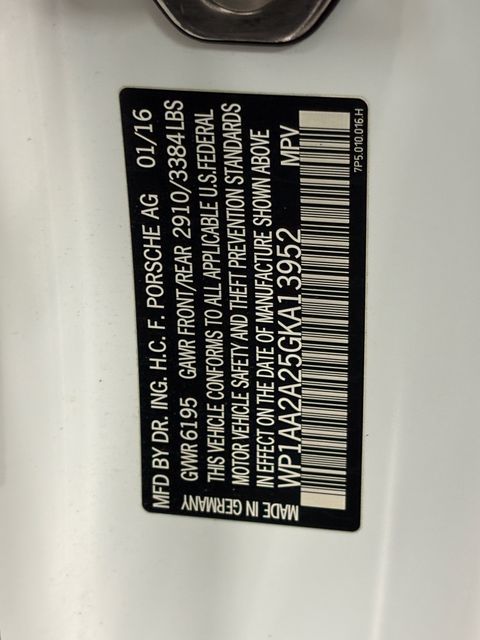 MFD BY DR. ING. H.C. F. PORSCHE AG 01/16
GVWR 6195 GAWR FRONT/REAR 2910/3384 LBS
THIS VEHICLE CONFORMS TO ALL APPLICABLE U.S.FEDERAL
MOTOR VEHICLE SAFETY AND THEFT PREVENTION STANDARDS
IN EFFECT ON THE DATE OF MANUFACTURE SHOWN ABOVE
WP1AA2A25GKA13952 MPV
MADE IN GERMANY
7P5.010.016.H